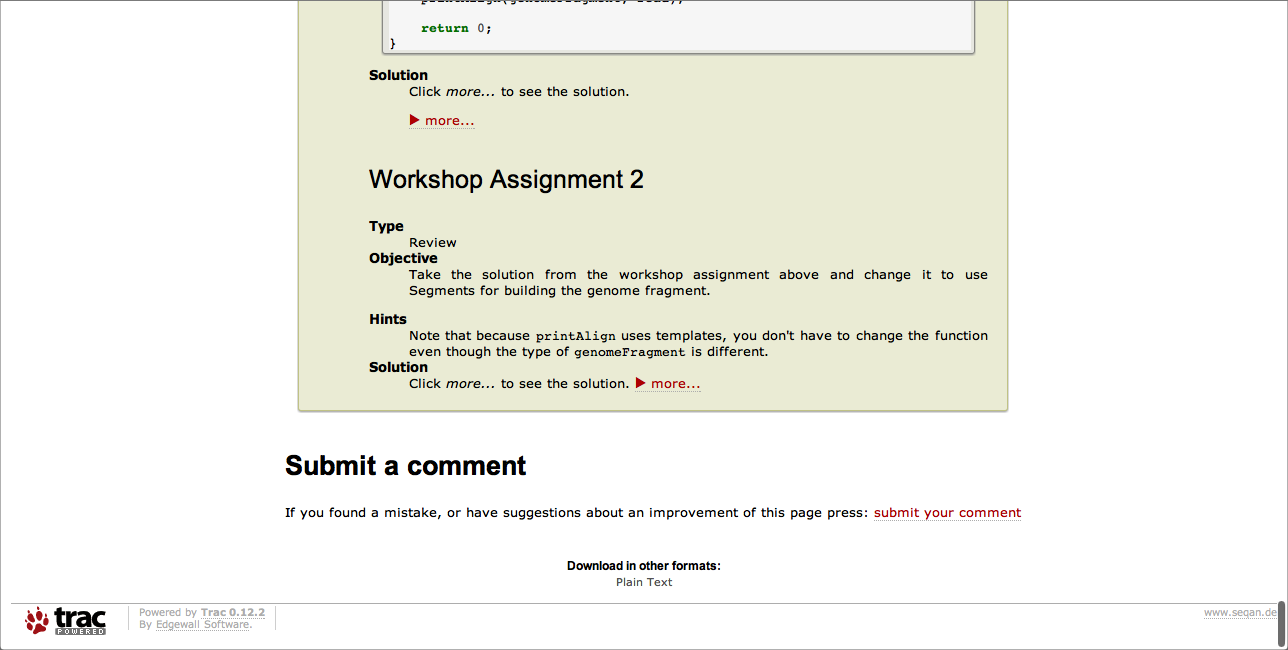 return 0;
}
Solution
Click more... to see the solution.
▶ more...
Workshop Assignment 2
Type
Review
Objective
Take the solution from the workshop assignment above and change it to use
Segments for building the genome fragment.
Hints
Note that because printAlign uses templates, you don't have to change the function
even though the type of genomeFragment is different.
Solution
Click more... to see the solution. ▶ more...
Submit a comment
If you found a mistake, or have suggestions about an improvement of this page press: submit your comment
Download in other formats:
Plain Text
trac
POWERED
Powered by Trac 0.12.2
By Edgewall Software.
www.seqan.de